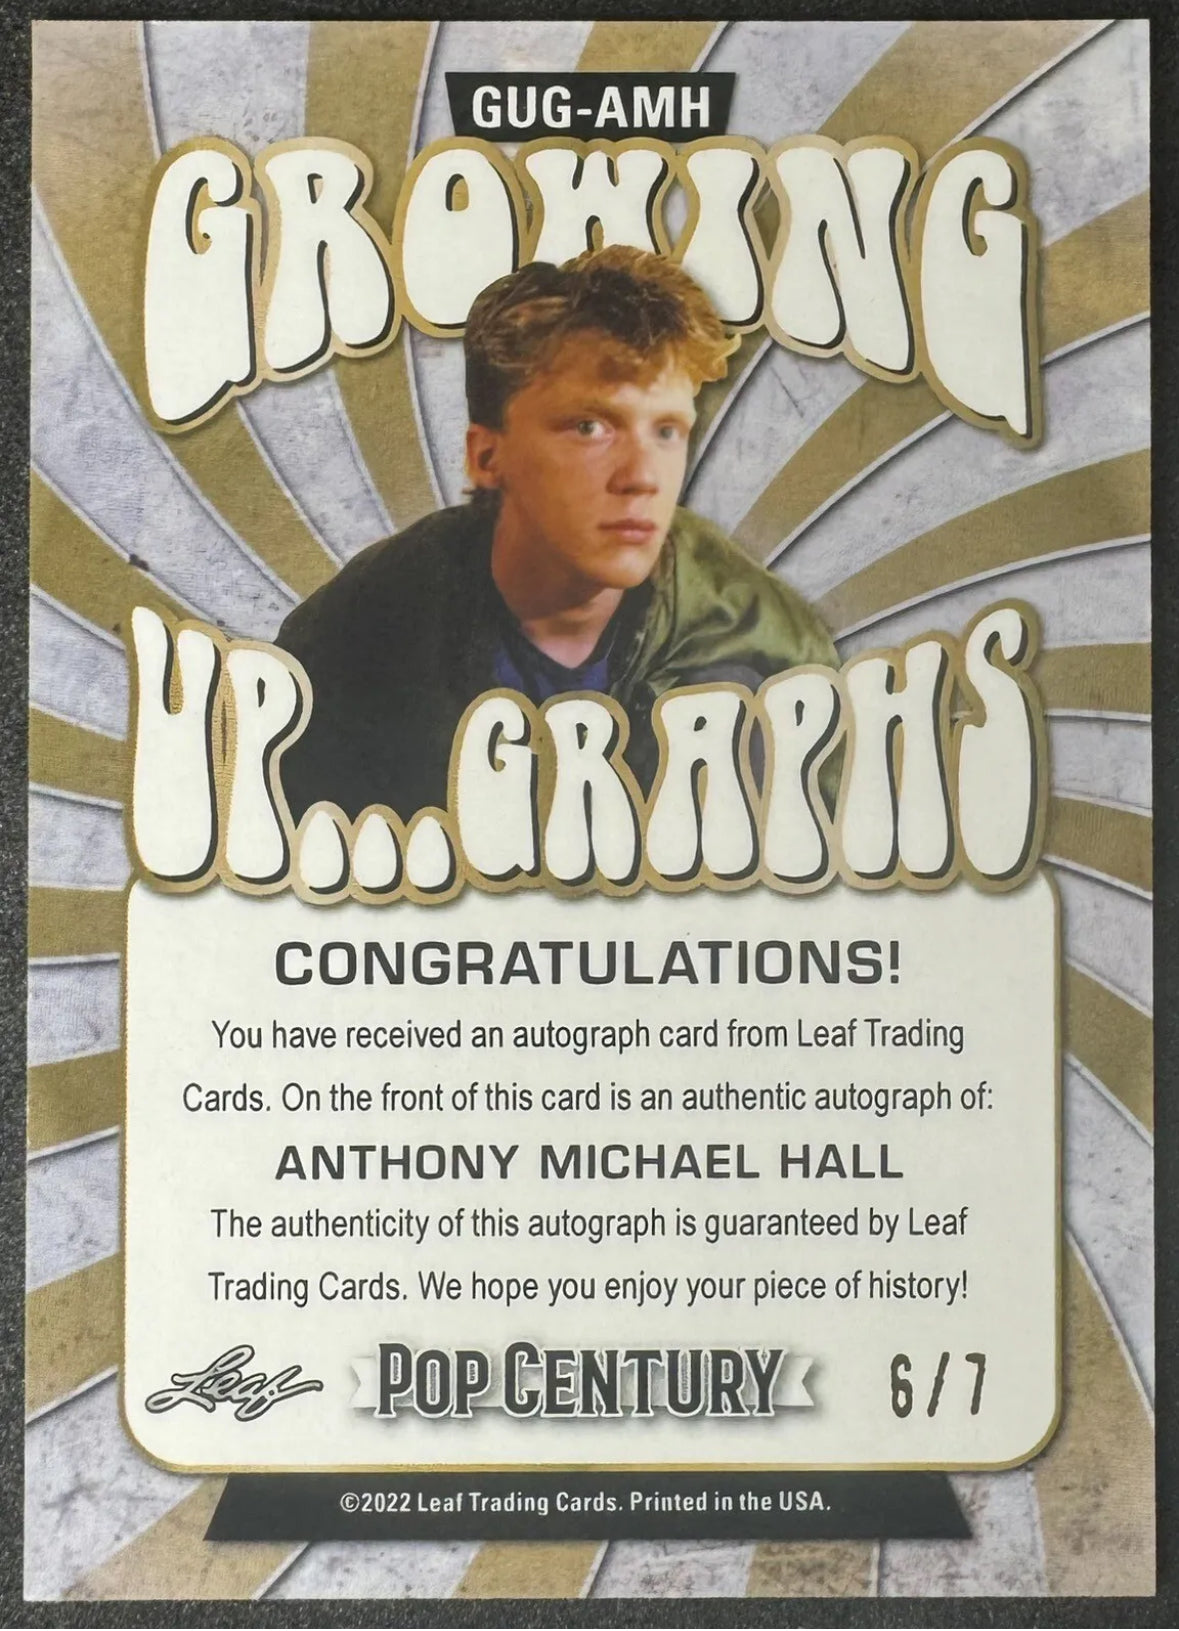 GUG-AMH
GROWING
UP...GRAPHS
CONGRATULATIONS!
You have received an autograph card from Leaf Trading
Cards. On the front of this card is an authentic autograph of:
ANTHONY MICHAEL HALL
The authenticity of this autograph is guaranteed by Leaf
Trading Cards. We hope you enjoy your piece of history!
Leaf POP CENTURY 6/7
©2022 Leaf Trading Cards. Printed in the USA.